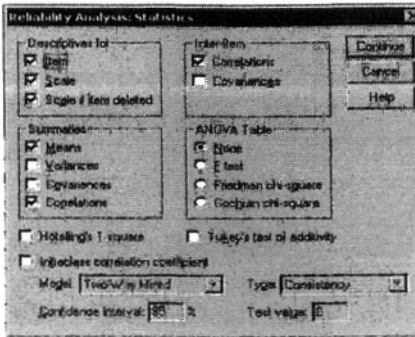 Reliability Analysis: Statistics
Descriptives for
Item
Scale
Scale if item deleted
Inter-Item
Correlations
Covariances
Continue
Cancel
Help
Summaries
Means
Variances
Covariances
Correlations
ANOVA Table
None
F test
Friedman chi-square
Cochran chi-square
Hotelling's T-square
Tukey's test of additivity
Intraclass correlation coefficient
Model: Two-Way Mixed
Type: Consistency
Confidence interval: 95 %
Test value: 0